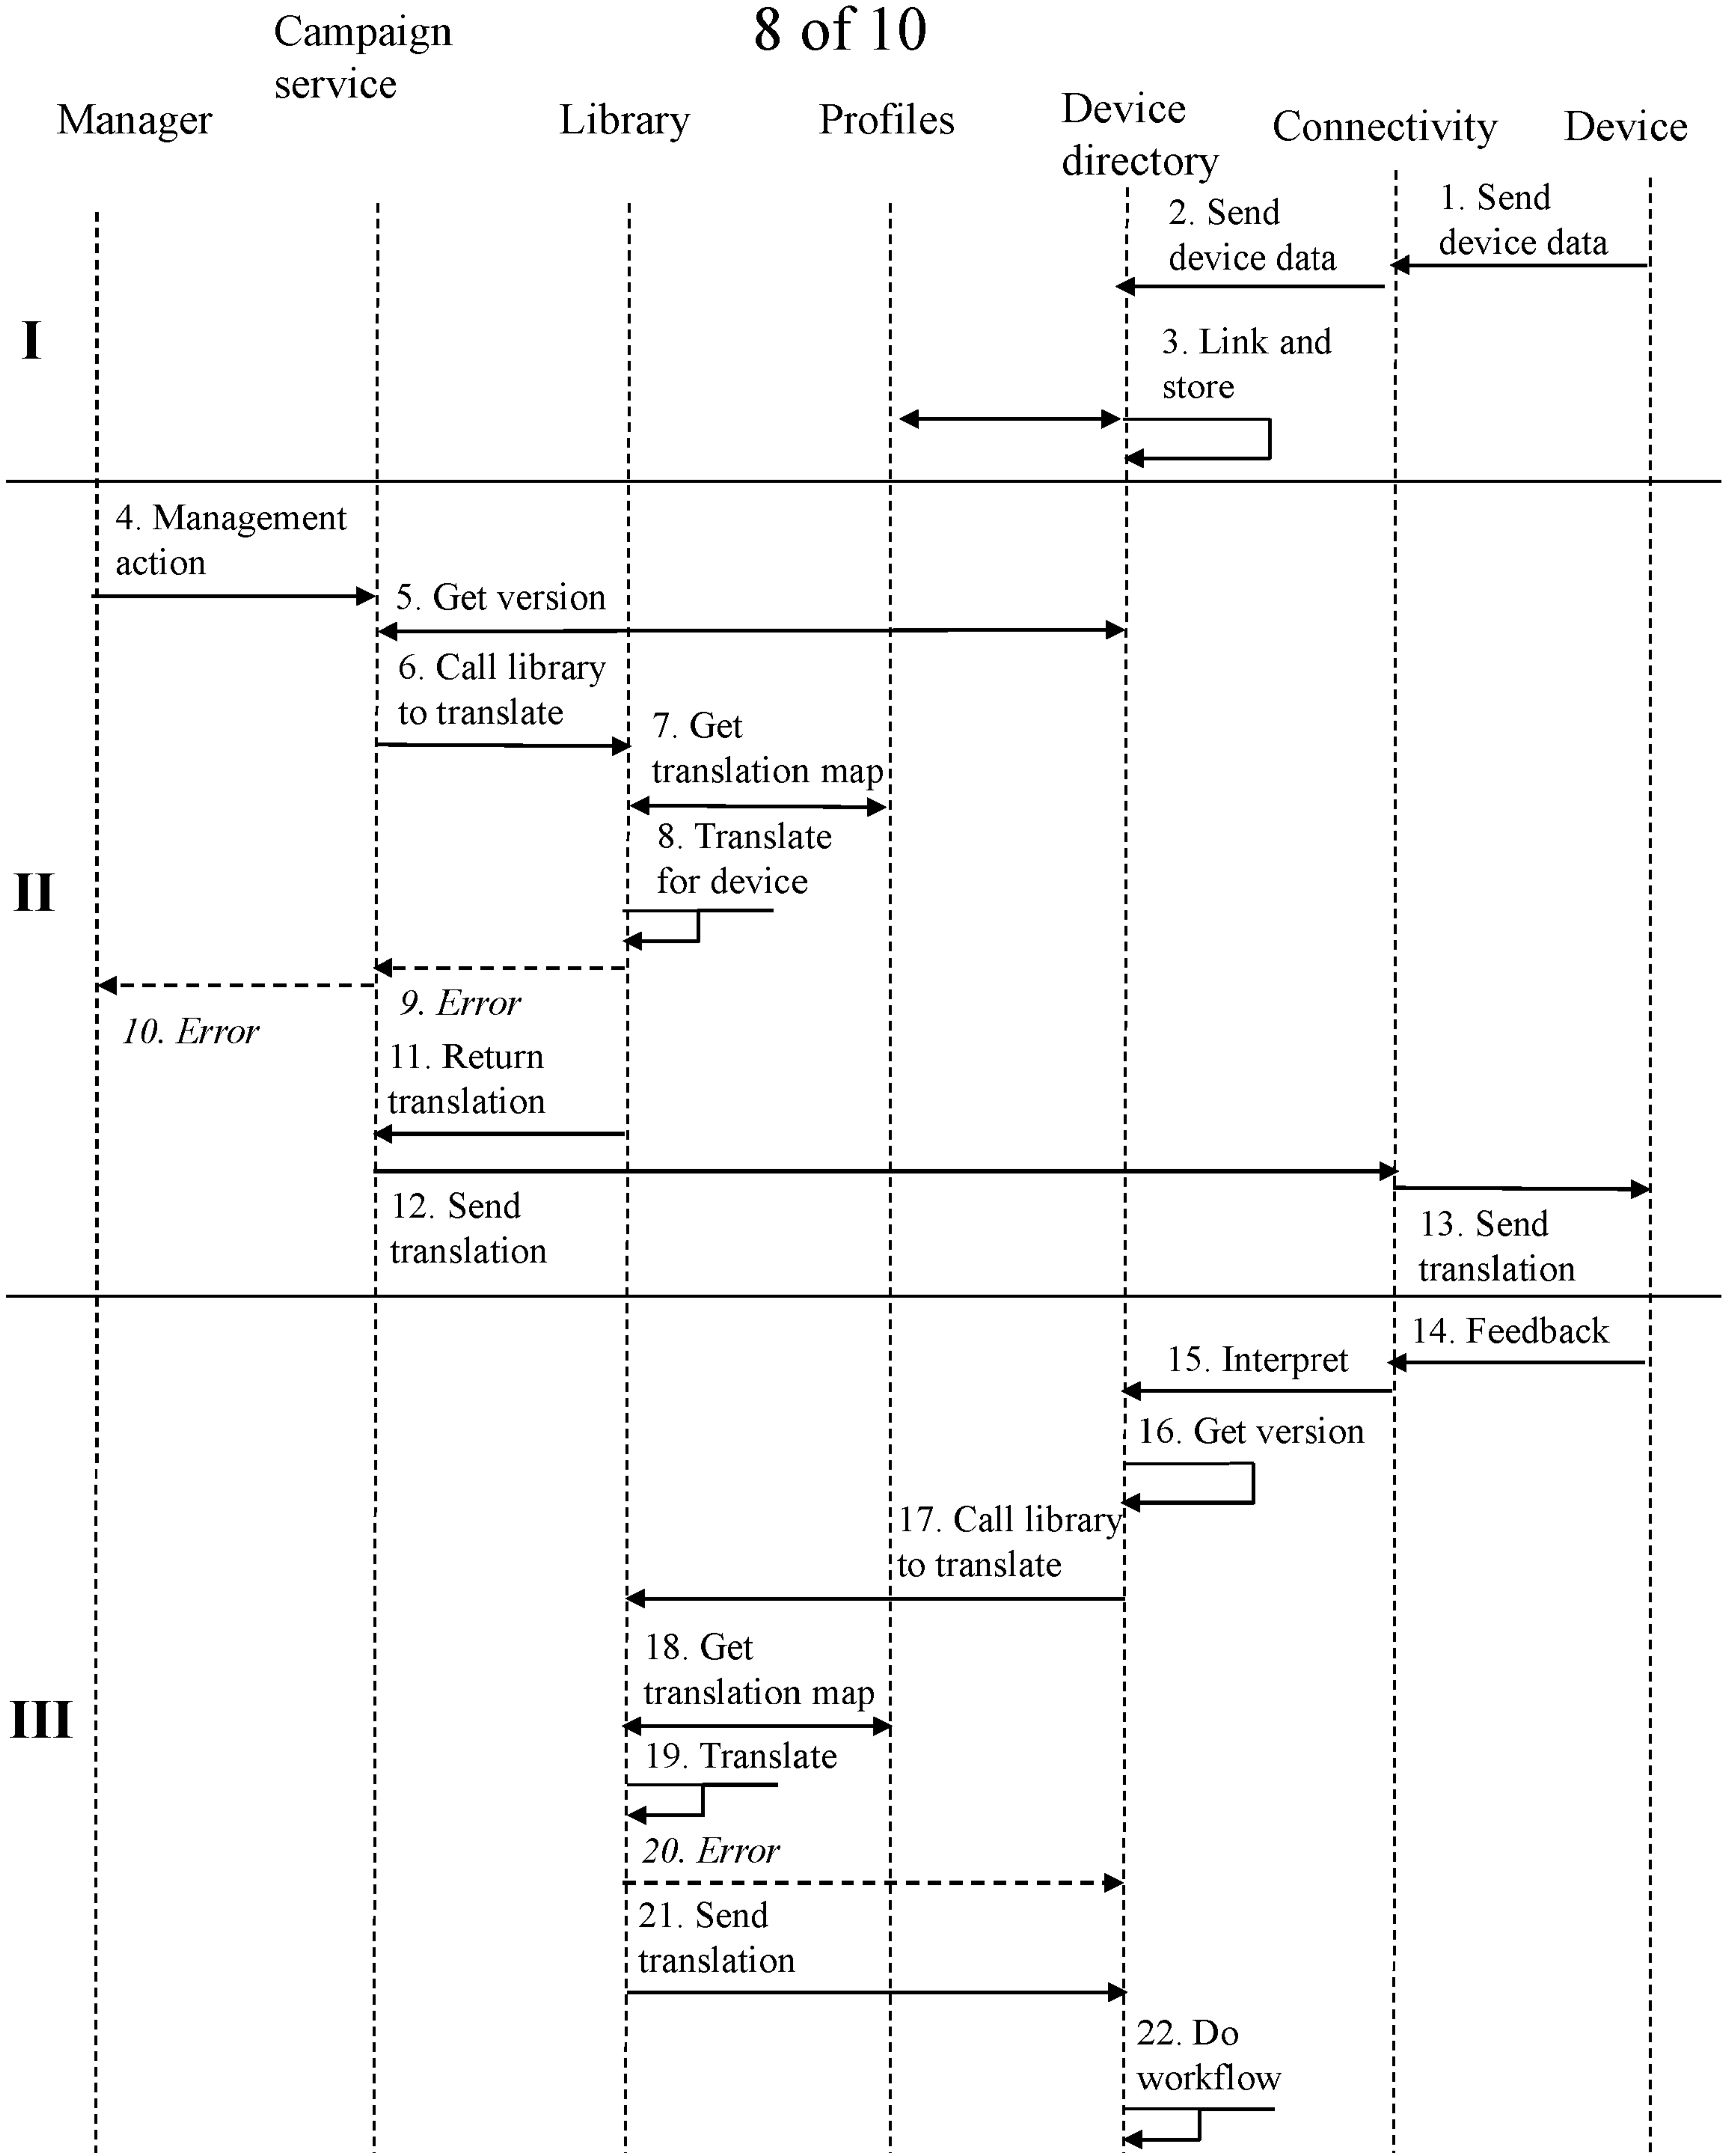 8 of 10
Campaign
service
Manager
Library
Profiles
Device
directory
Connectivity
Device
1. Send
device data
2. Send
device data
I
3. Link and
store
4. Management
action
5. Get version
6. Call library
to translate
7. Get
translation map
8. Translate
for device
II
9. Error
10. Error
11. Return
translation
12. Send
translation
13. Send
translation
14. Feedback
15. Interpret
16. Get version
17. Call library
to translate
18. Get
translation map
III
19. Translate
20. Error
21. Send
translation
22. Do
workflow